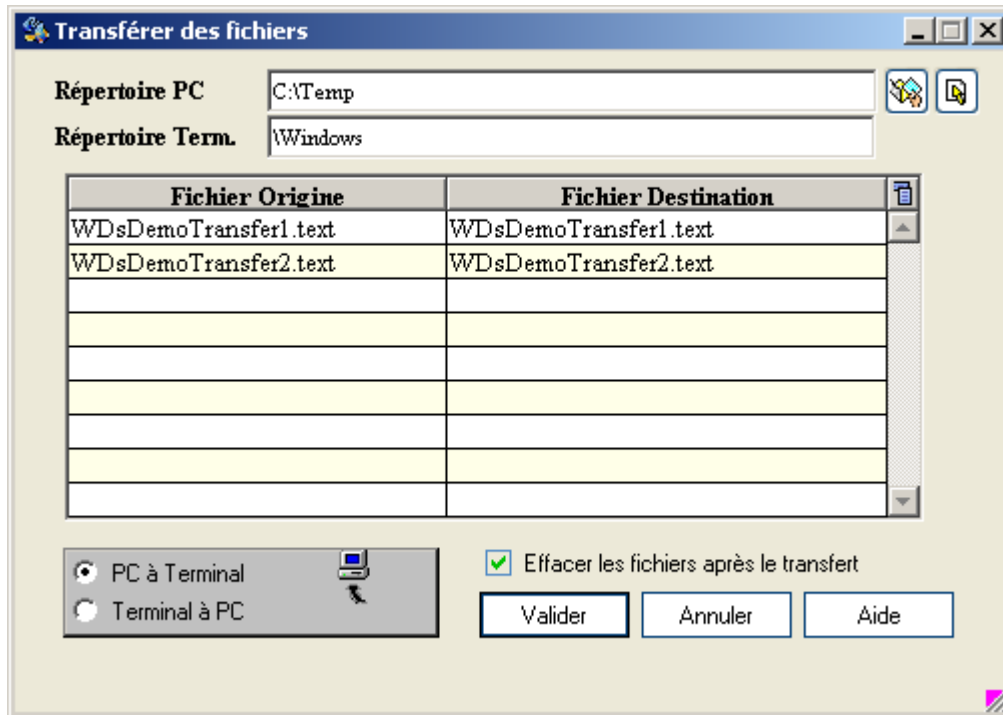 Transférer des fichiers
Répertoire PC C:\Temp
Répertoire Term. \Windows
Fichier Origine Fichier Destination
WDsDemoTransfer1.text WDsDemoTransfer1.text
WDsDemoTransfer2.text WDsDemoTransfer2.text
PC à Terminal
Terminal à PC
Effacer les fichiers après le transfert
Valider Annuler Aide